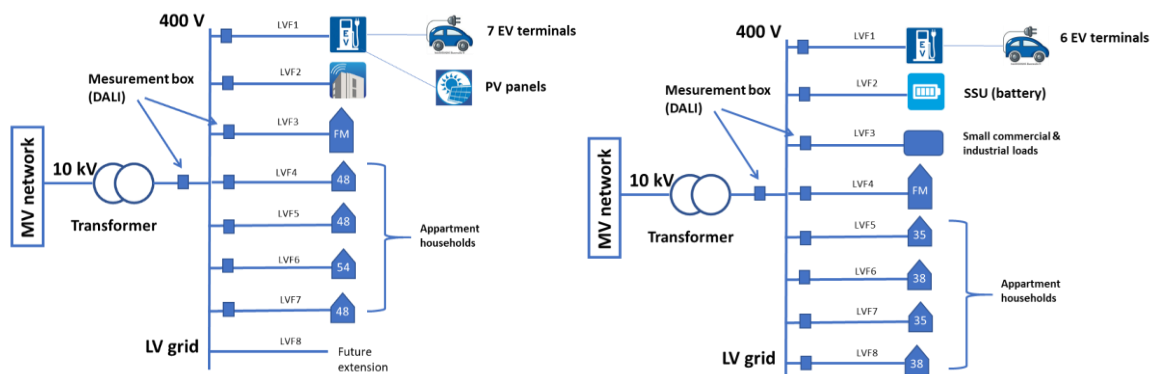 400 V
LVF1
EV
7 EV terminals
Mesurement box
(DALI)
LVF2
PV panels
LVF3
FM
MV network
10 kV
Transformer
LVF4
48
LVF5
48
Appartment
households
LVF6
54
LVF7
48
LV grid
LVF8
Future
extension
400 V
LVF1
EV
6 EV terminals
Mesurement box
(DALI)
LVF2
SSU (battery)
LVF3
Small commercial &
industrial loads
MV network
10 kV
Transformer
LVF4
FM
LVF5
35
LVF6
38
Appartment
households
LVF7
35
LV grid
LVF8
38